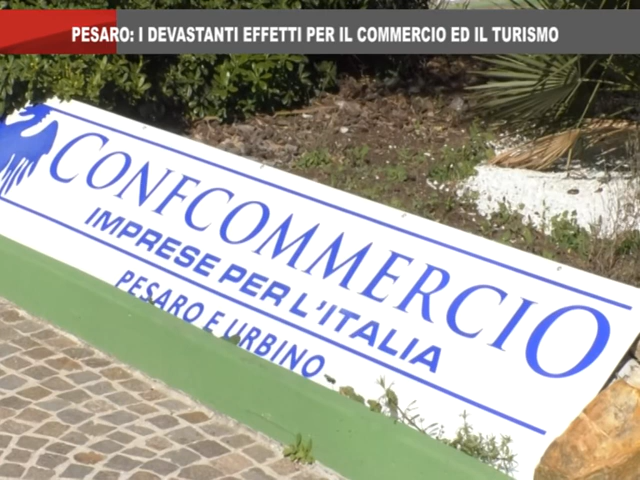 PESARO: I DEVASTANTI EFFETTI PER IL COMMERCIO ED IL TURISMO
CONFCOMMERCIO
IMPRESE PER L'ITALIA
PESARO E URBINO